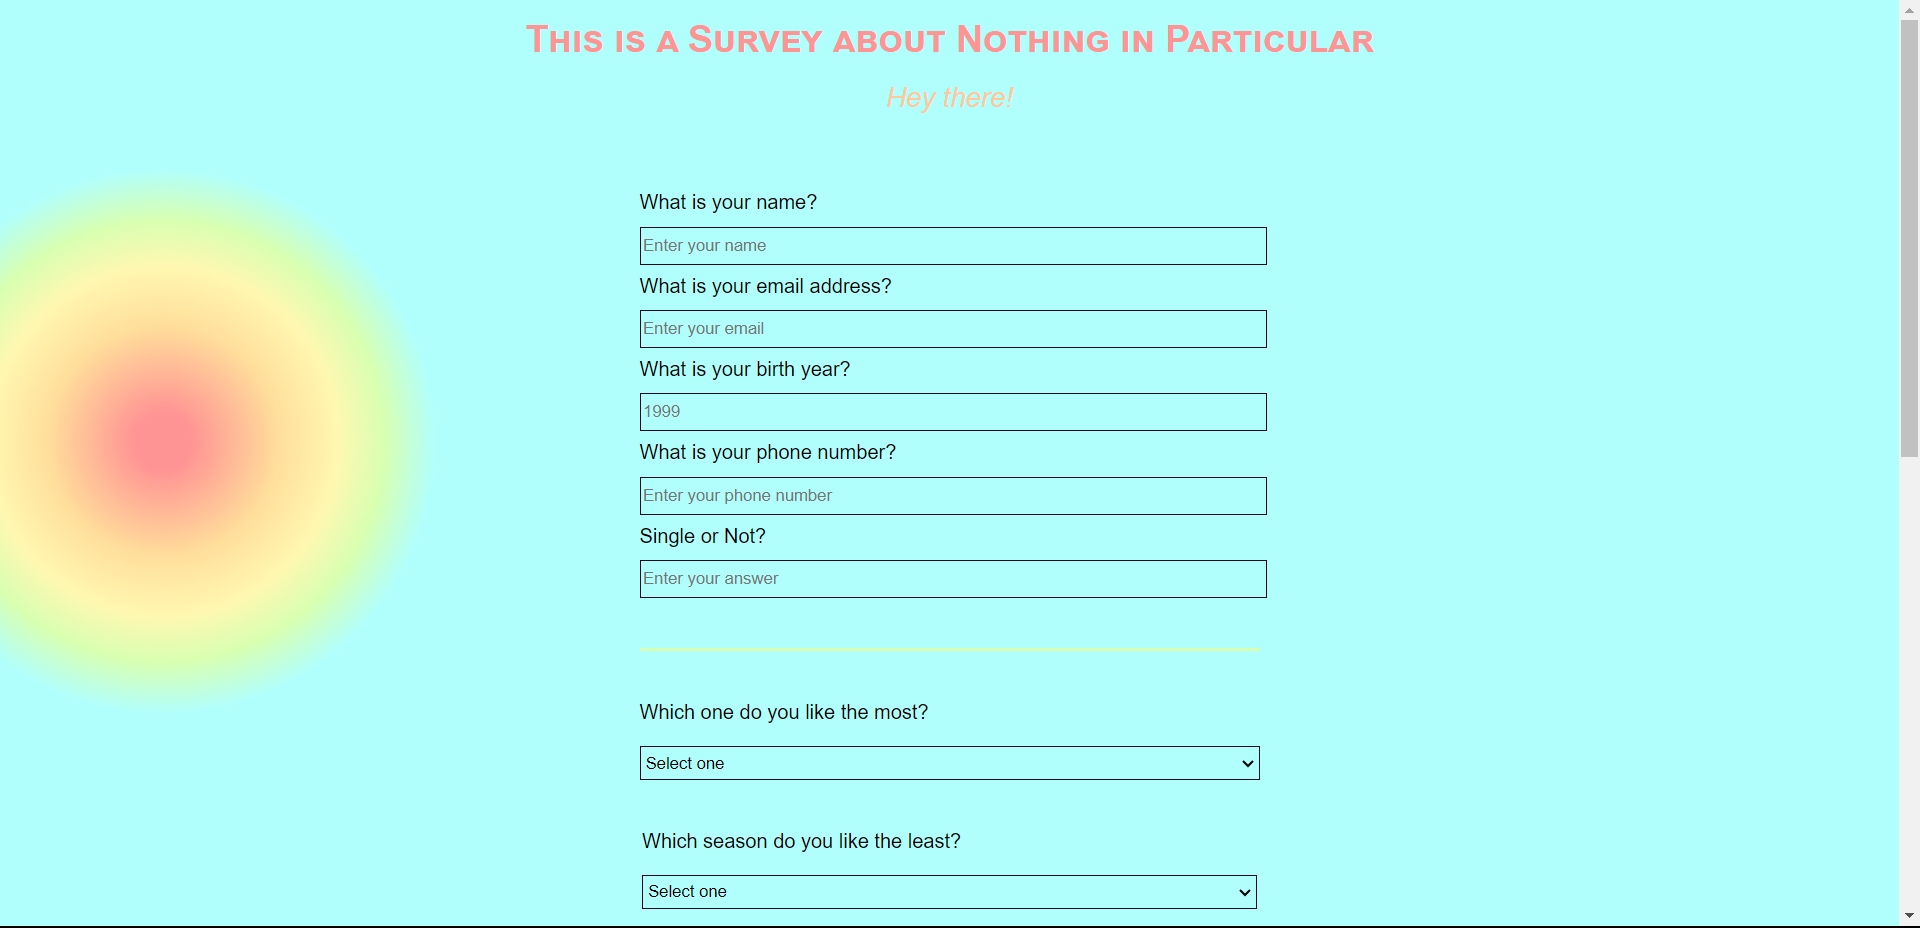 This is a Survey about Nothing in Particular
Hey there!
What is your name?
Enter your name
What is your email address?
Enter your email
What is your birth year?
1999
What is your phone number?
Enter your phone number
Single or Not?
Enter your answer
Which one do you like the most?
Select one
Which season do you like the least?
Select one